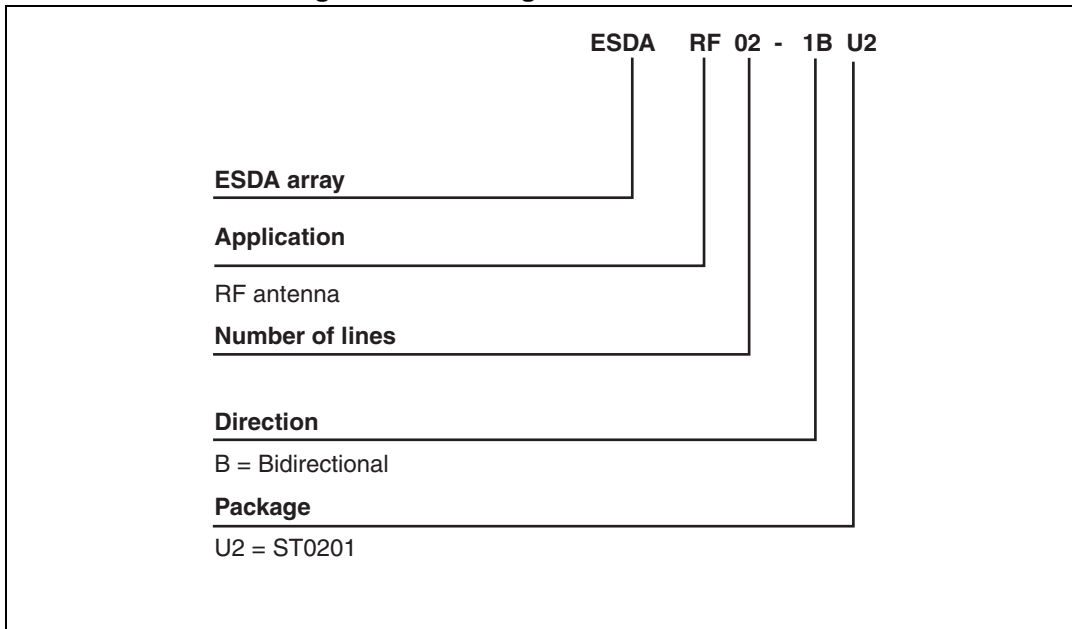 ESDA RF 02 - 1B U2
ESDA array
Application
RF antenna
Number of lines
Direction
B = Bidirectional
Package
U2 = ST0201